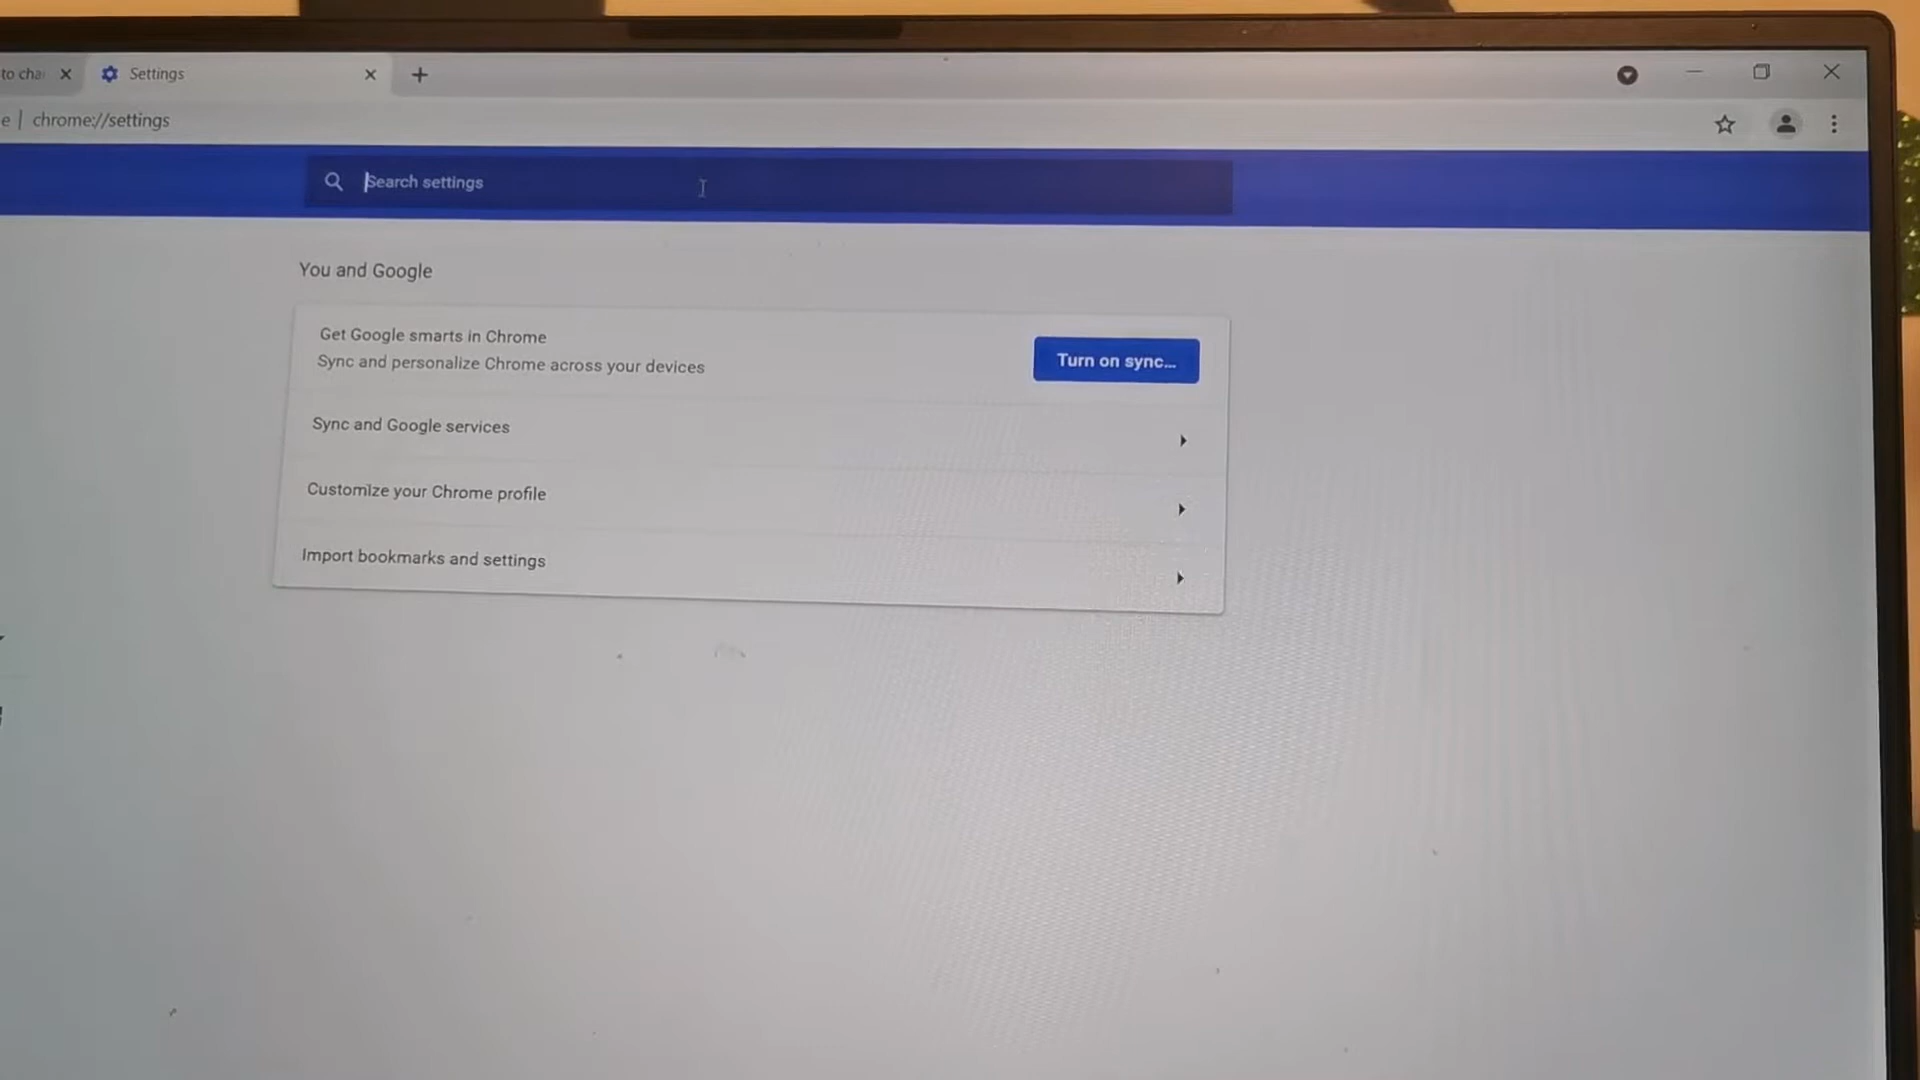 to cha
Settings
e | chrome://settings
Search settings
You and Google
Get Google smarts in Chrome
Sync and personalize Chrome across your devices
Turn on sync...
Sync and Google services
Customize your Chrome profile
Import bookmarks and settings